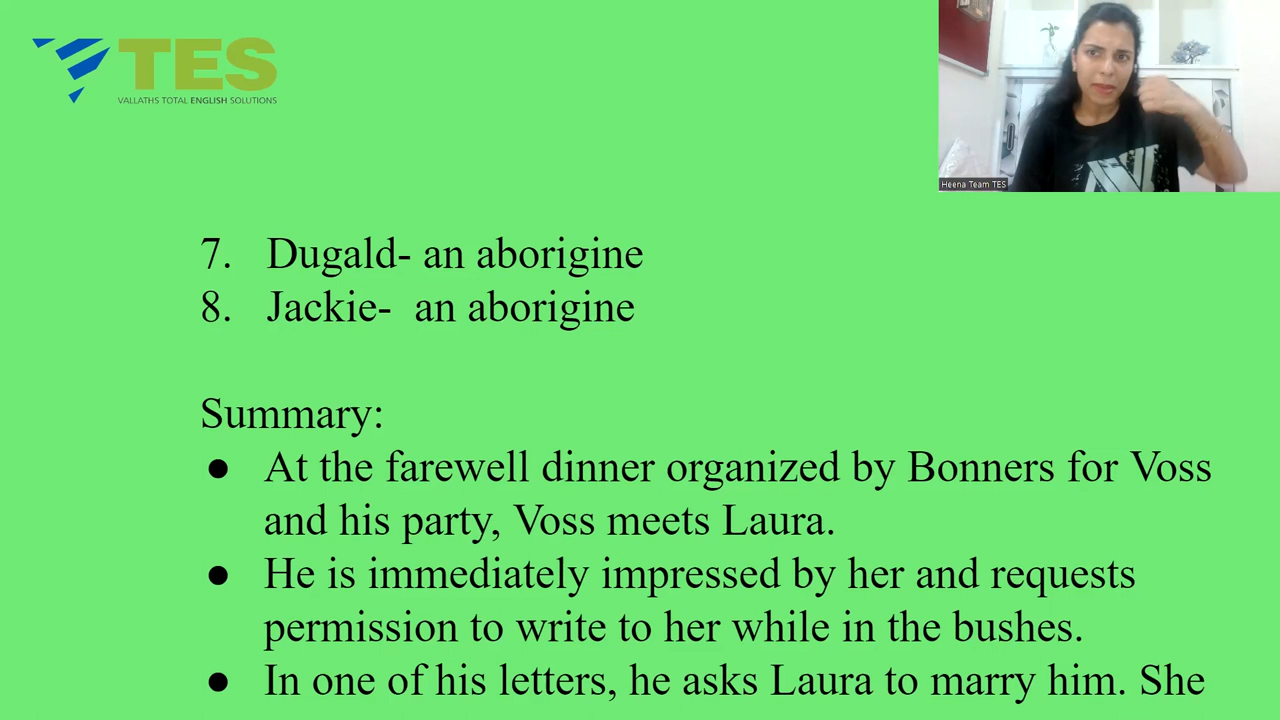 TES
VALLATHS TOTAL ENGLISH SOLUTIONS
Heena Team TES
7. Dugald- an aborigine
8. Jackie- an aborigine
Summary:
● At the farewell dinner organized by Bonners for Voss
and his party, Voss meets Laura.
● He is immediately impressed by her and requests
permission to write to her while in the bushes.
● In one of his letters, he asks Laura to marry him. She